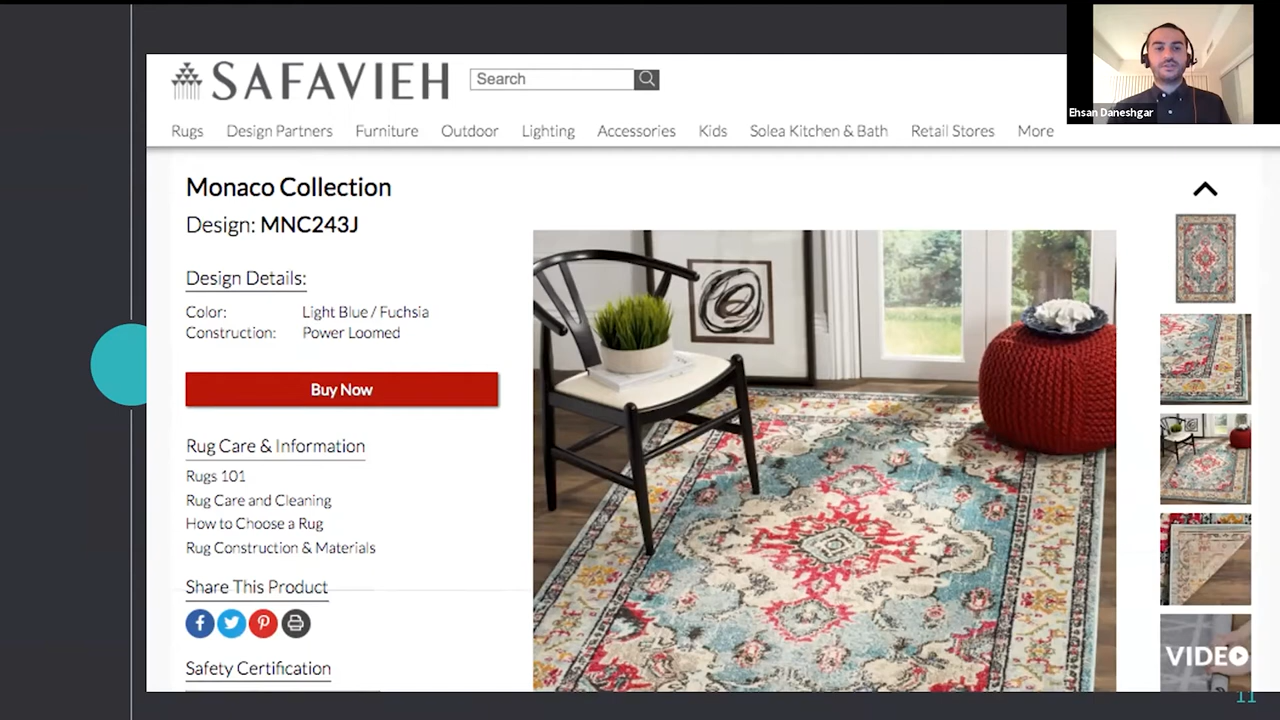 SAFAVIEH
Search
Ehsan Daneshgar
Rugs Design Partners Furniture Outdoor Lighting Accessories Kids Solea Kitchen & Bath Retail Stores More
Monaco Collection
Design: MNC243J
Design Details:
Color: Light Blue / Fuchsia
Construction: Power Loomed
Buy Now
Rug Care & Information
Rugs 101
Rug Care and Cleaning
How to Choose a Rug
Rug Construction & Materials
Share This Product
Safety Certification
VIDEO
11